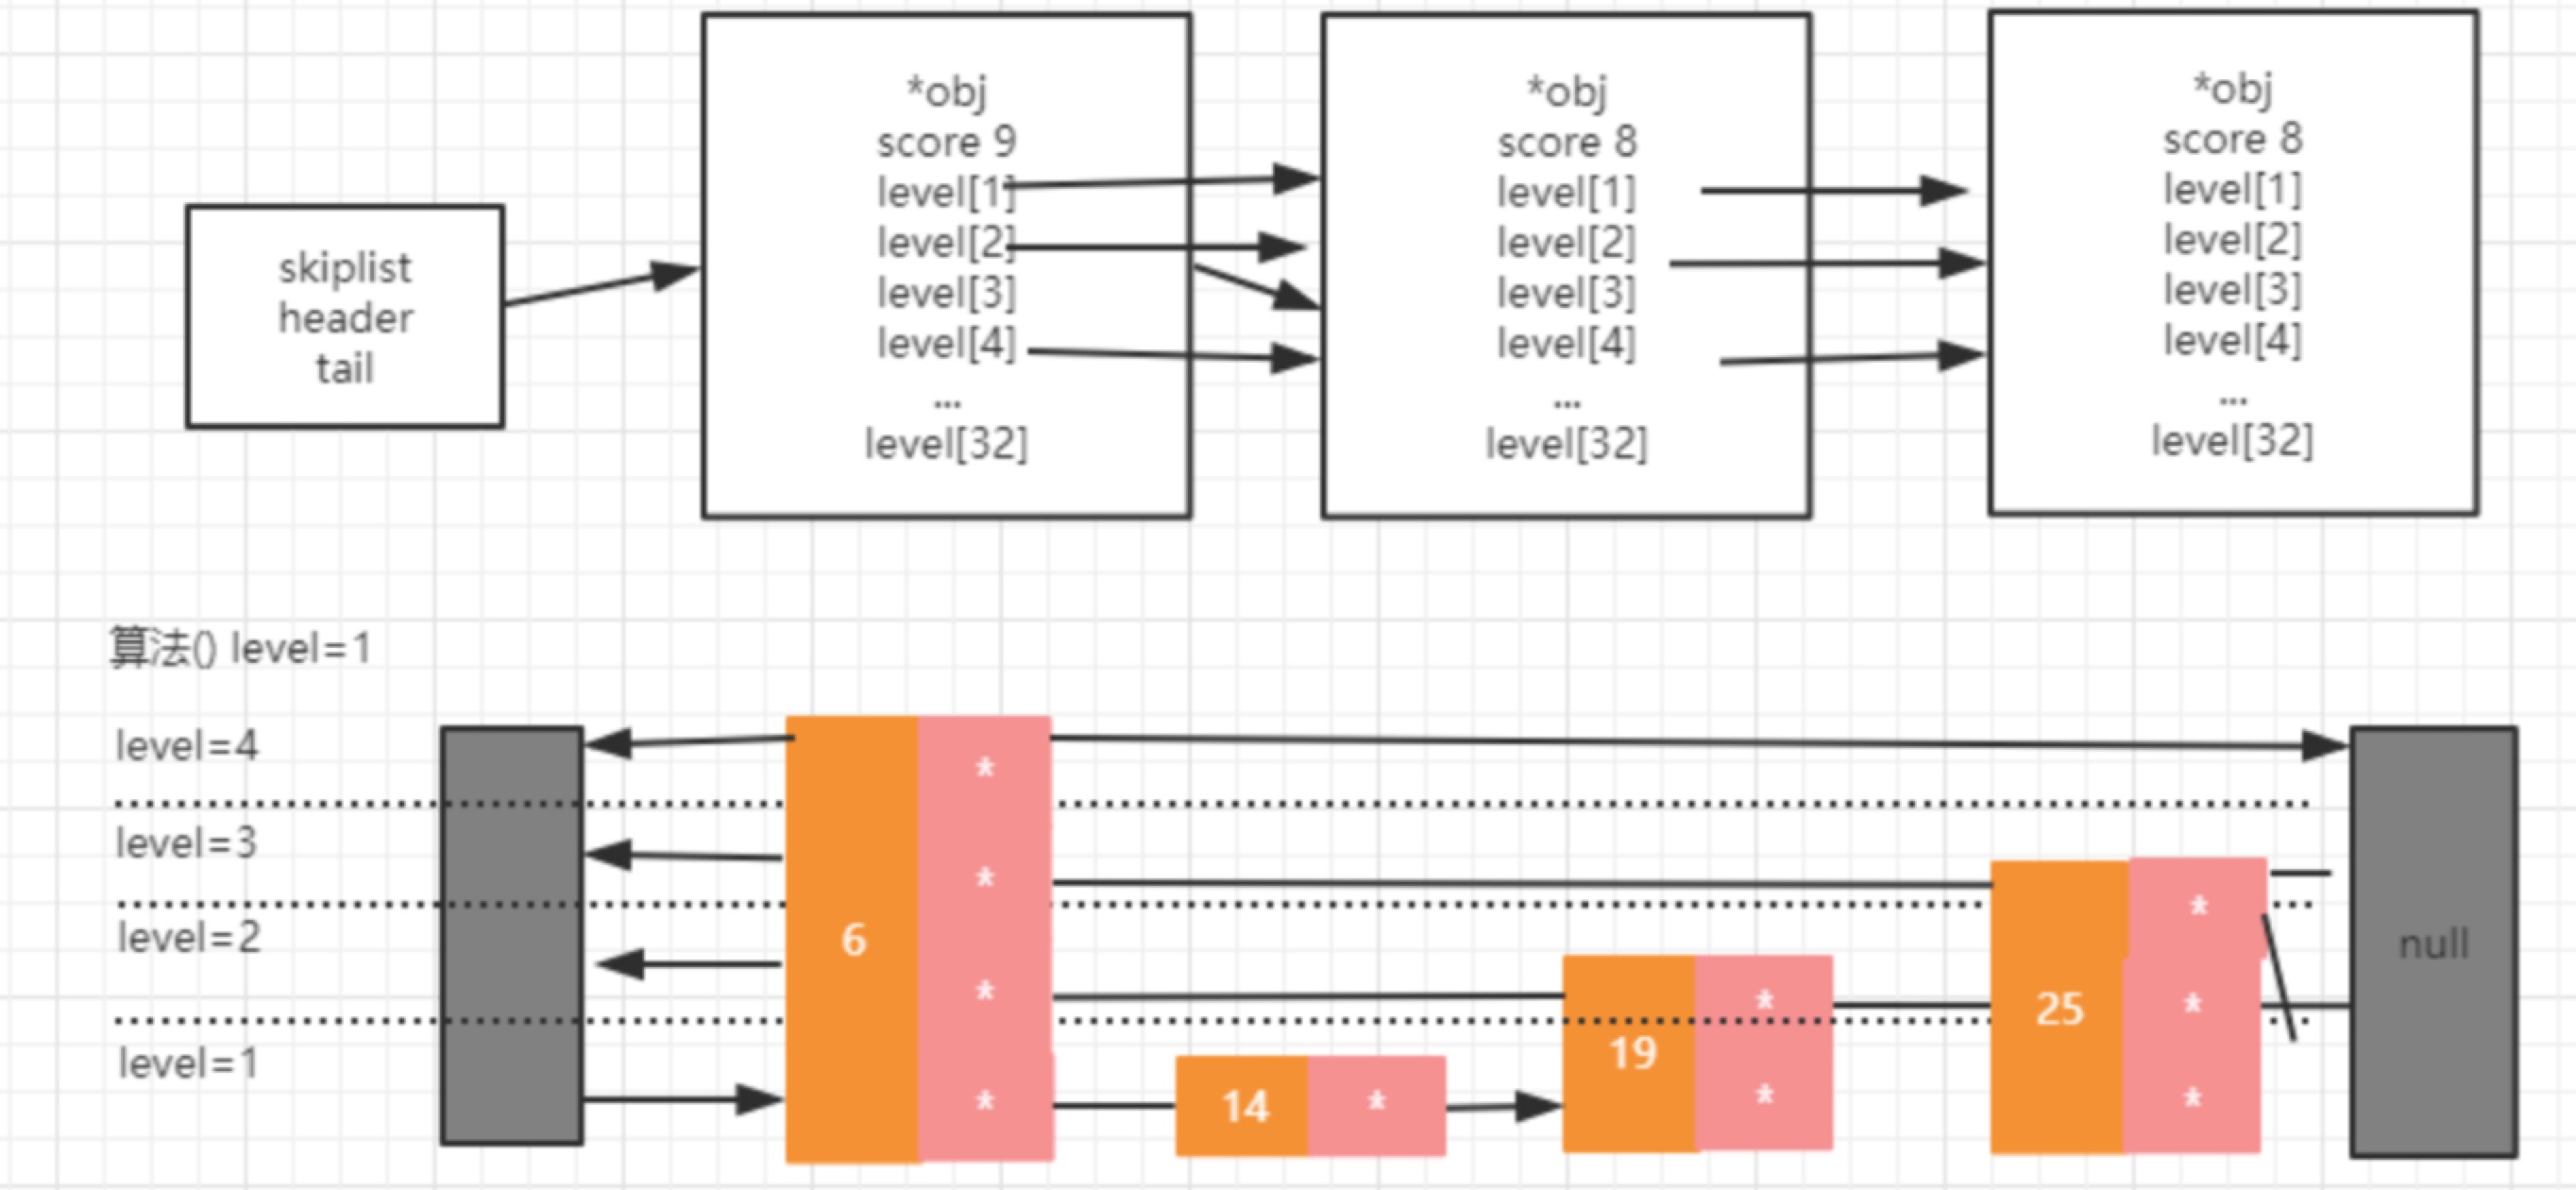 skiplist
header
tail
*obj
score 9
level[1]
level[2]
level[3]
level[4]
...
level[32]
*obj
score 8
level[1]
level[2]
level[3]
level[4]
...
level[32]
*obj
score 8
level[1]
level[2]
level[3]
level[4]
...
level[32]
算法() level=1
level=4
level=3
level=2
level=1
6
*
*
*
*
14 *
19
*
*
25
*
*
*
null